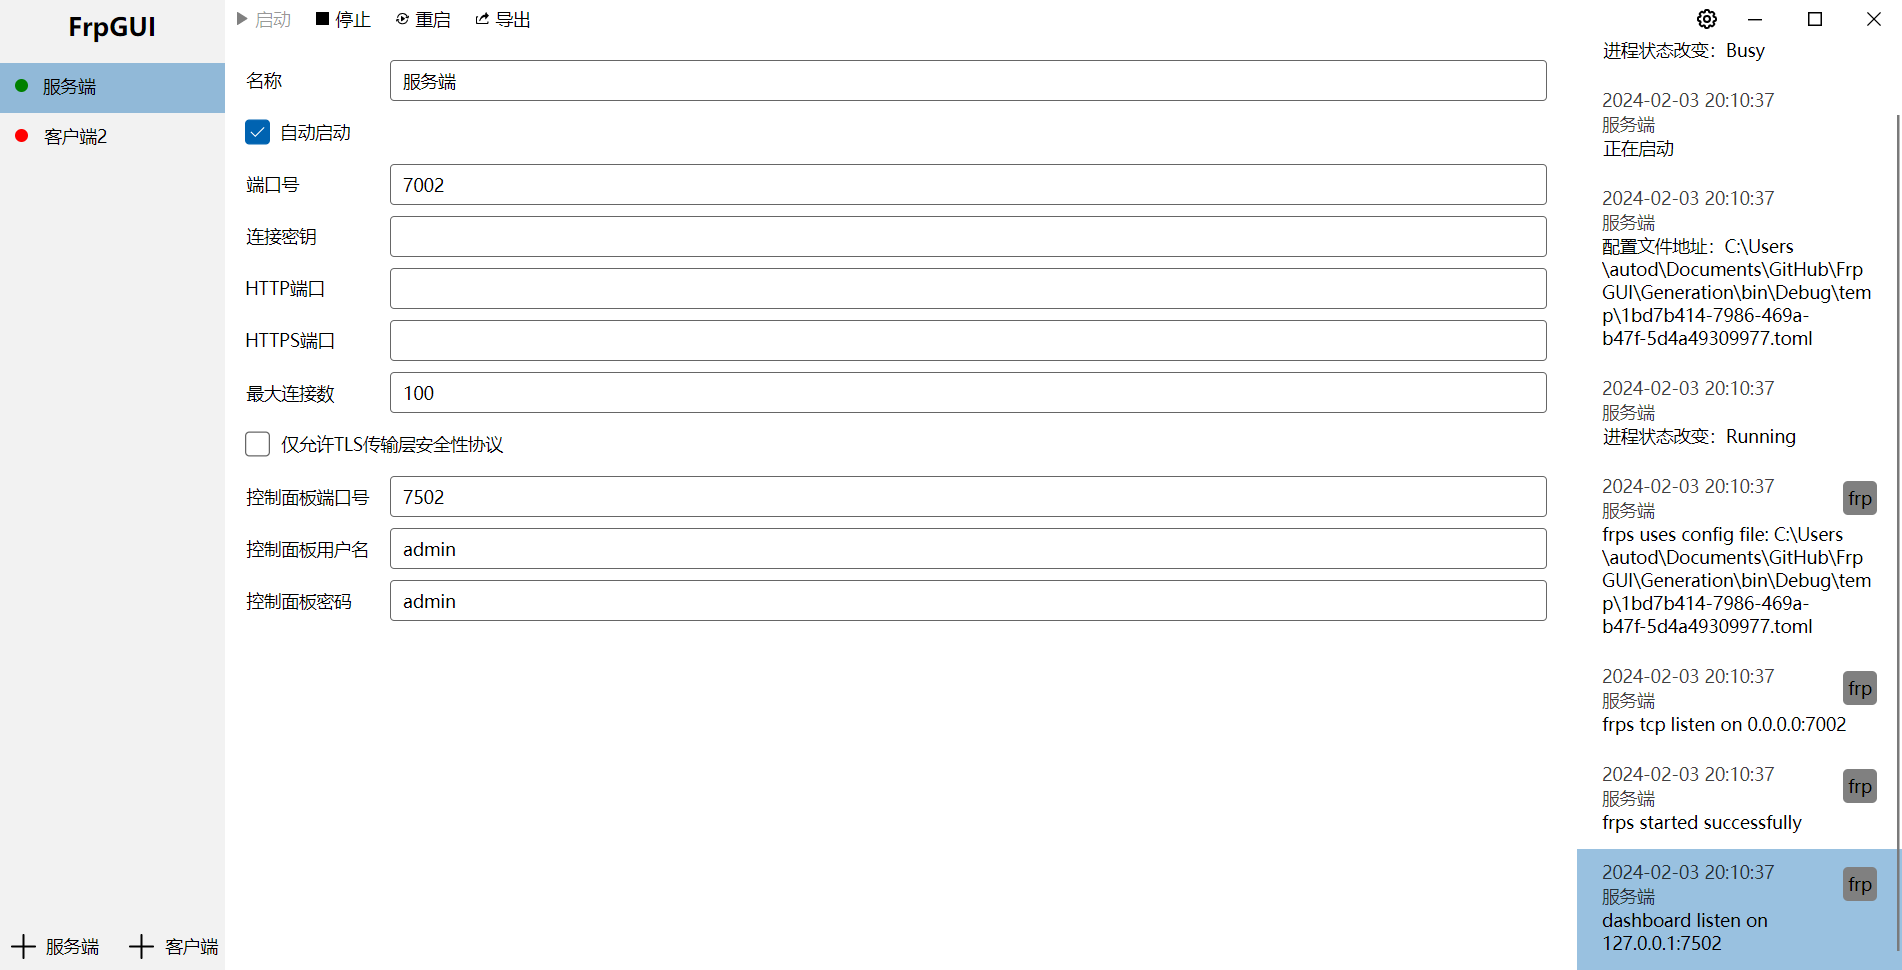 FrpGUI
服务端
客户端2
服务端
客户端
启动
停止
重启
导出
名称
服务端
自动启动
端口号
7002
连接密钥
HTTP端口
HTTPS端口
最大连接数
100
仅允许TLS传输层安全性协议
控制面板端口号
7502
控制面板用户名
admin
控制面板密码
admin
进程状态改变：Busy
2024-02-03 20:10:37
服务端
正在启动
2024-02-03 20:10:37
服务端
配置文件地址：C:\Users
\autod\Documents\GitHub\Frp
GUI\Generation\bin\Debug\tem
p\1bd7b414-7986-469a-
b47f-5d4a49309977.toml
2024-02-03 20:10:37
服务端
进程状态改变：Running
2024-02-03 20:10:37
frp
服务端
frps uses config file: C:\Users
\autod\Documents\GitHub\Frp
GUI\Generation\bin\Debug\tem
p\1bd7b414-7986-469a-
b47f-5d4a49309977.toml
2024-02-03 20:10:37
frp
服务端
frps tcp listen on 0.0.0.0:7002
2024-02-03 20:10:37
frp
服务端
frps started successfully
2024-02-03 20:10:37
frp
服务端
dashboard listen on
127.0.0.1:7502